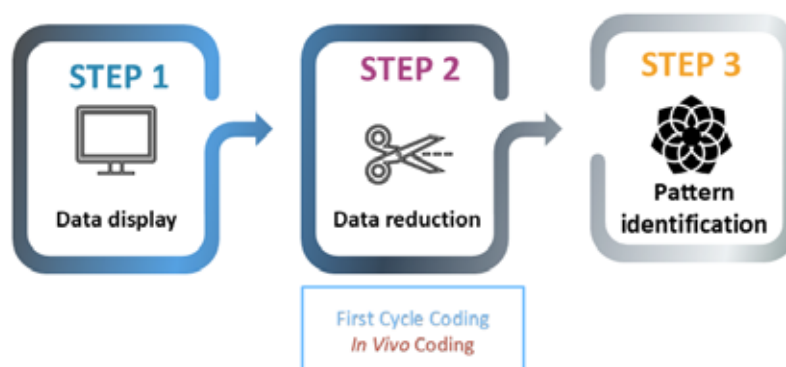 STEP 1
Data display
STEP 2
Data reduction
First Cycle Coding
In Vivo Coding
STEP 3
Pattern
identification